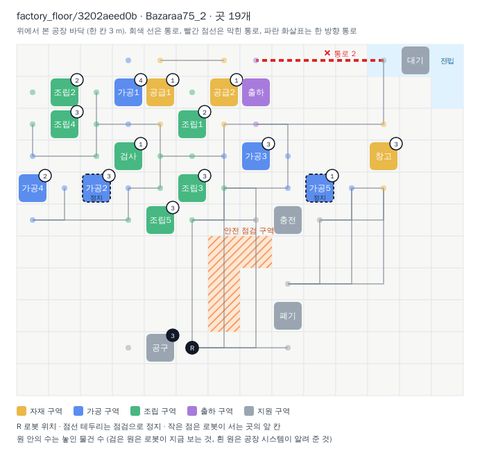 factory_floor/3202aeed0b · Bazaraa75_2 · 곳 19개
위에서 본 공장 바닥 (한 칸 3 m). 회색 선은 통로, 빨간 점선은 막힌 통로, 파란 화살표는 한 방향 통로
× 통로 2
대기
진입
조립2 2
가공1 4
공급1 1
공급2 1
출하
조립4 3
조립1 2
검사 1
가공3 3
창고 3
가공4 2
가공2 3
정지
조립3 3
가공5 1
정지
조립5 3
충전
안전 점검 구역
폐기
공구 3
R
자재 구역
가공 구역
조립 구역
출하 구역
지원 구역
R 로봇 위치 · 점선 테두리는 점검으로 정지 · 작은 점은 로봇이 서는 곳의 앞 칸
원 안의 수는 놓인 물건 수 (검은 원은 로봇이 지금 보는 것, 흰 원은 공장 시스템이 알려 준 것)